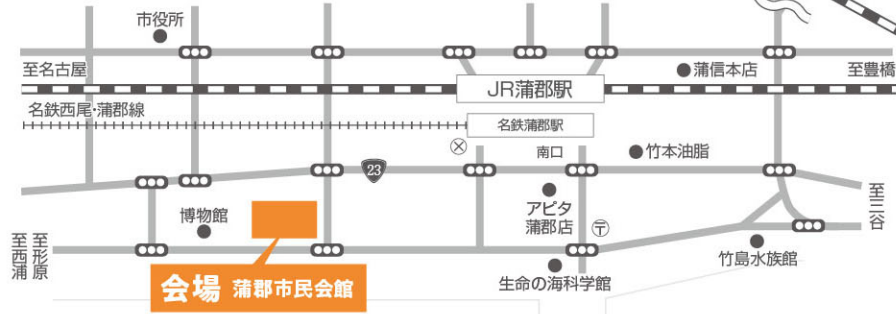 市役所
至名古屋
蒲信本店
至豊橋
JR蒲郡駅
名鉄西尾・蒲郡線
名鉄蒲郡駅
南口
竹本油脂
23
至三谷
博物館
アピタ
蒲郡店
〒
至形原
至西浦
竹島水族館
生命の海科学館
会場 蒲郡市民会館